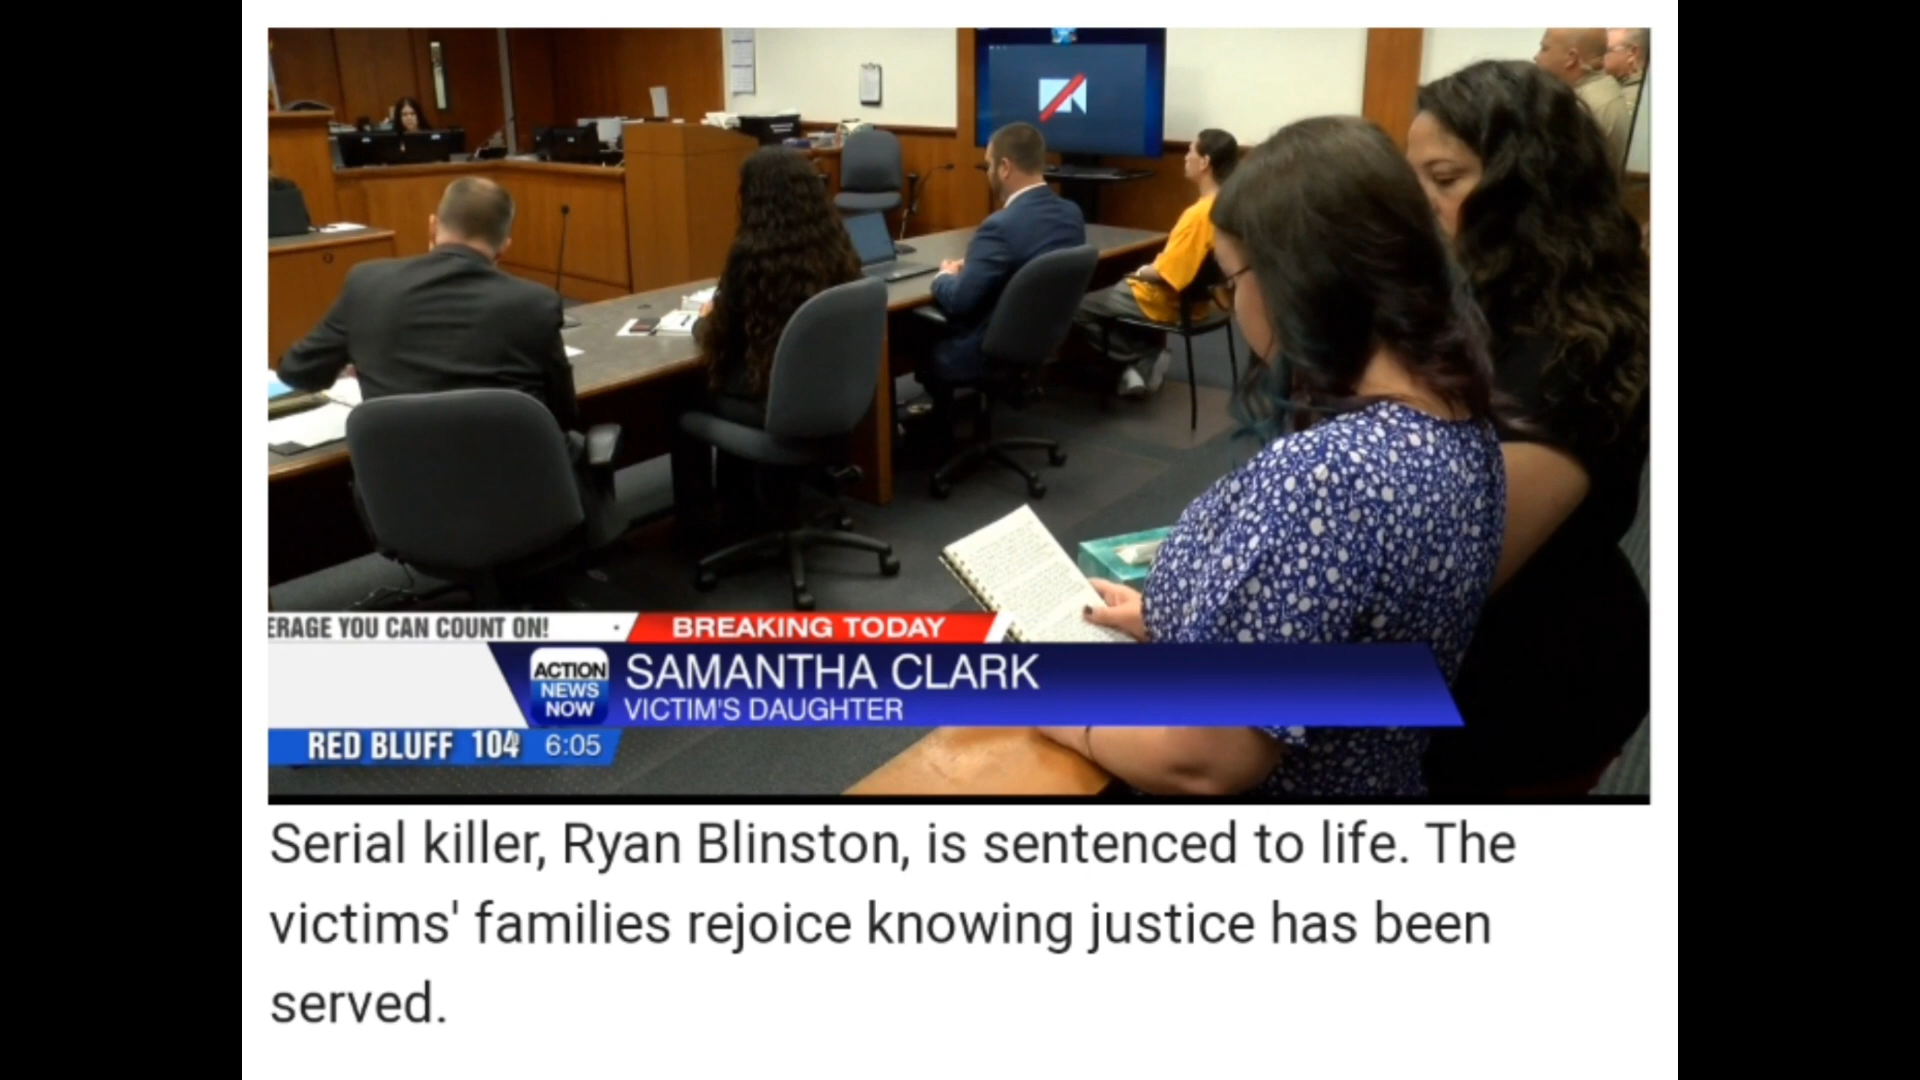 ERAGE YOU CAN COUNT ON!
BREAKING TODAY
ACTION
NEWS
NOW
SAMANTHA CLARK
VICTIM'S DAUGHTER
RED BLUFF 104 6:05
Serial killer, Ryan Blinston, is sentenced to life. The
victims' families rejoice knowing justice has been
served.